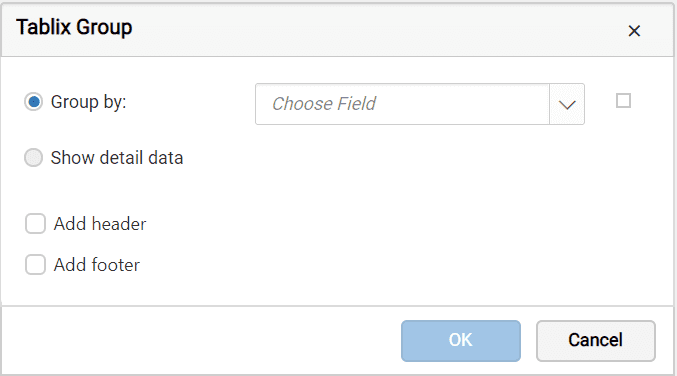 Tablix Group
Group by: Choose Field
Show detail data
Add header
Add footer
OK Cancel